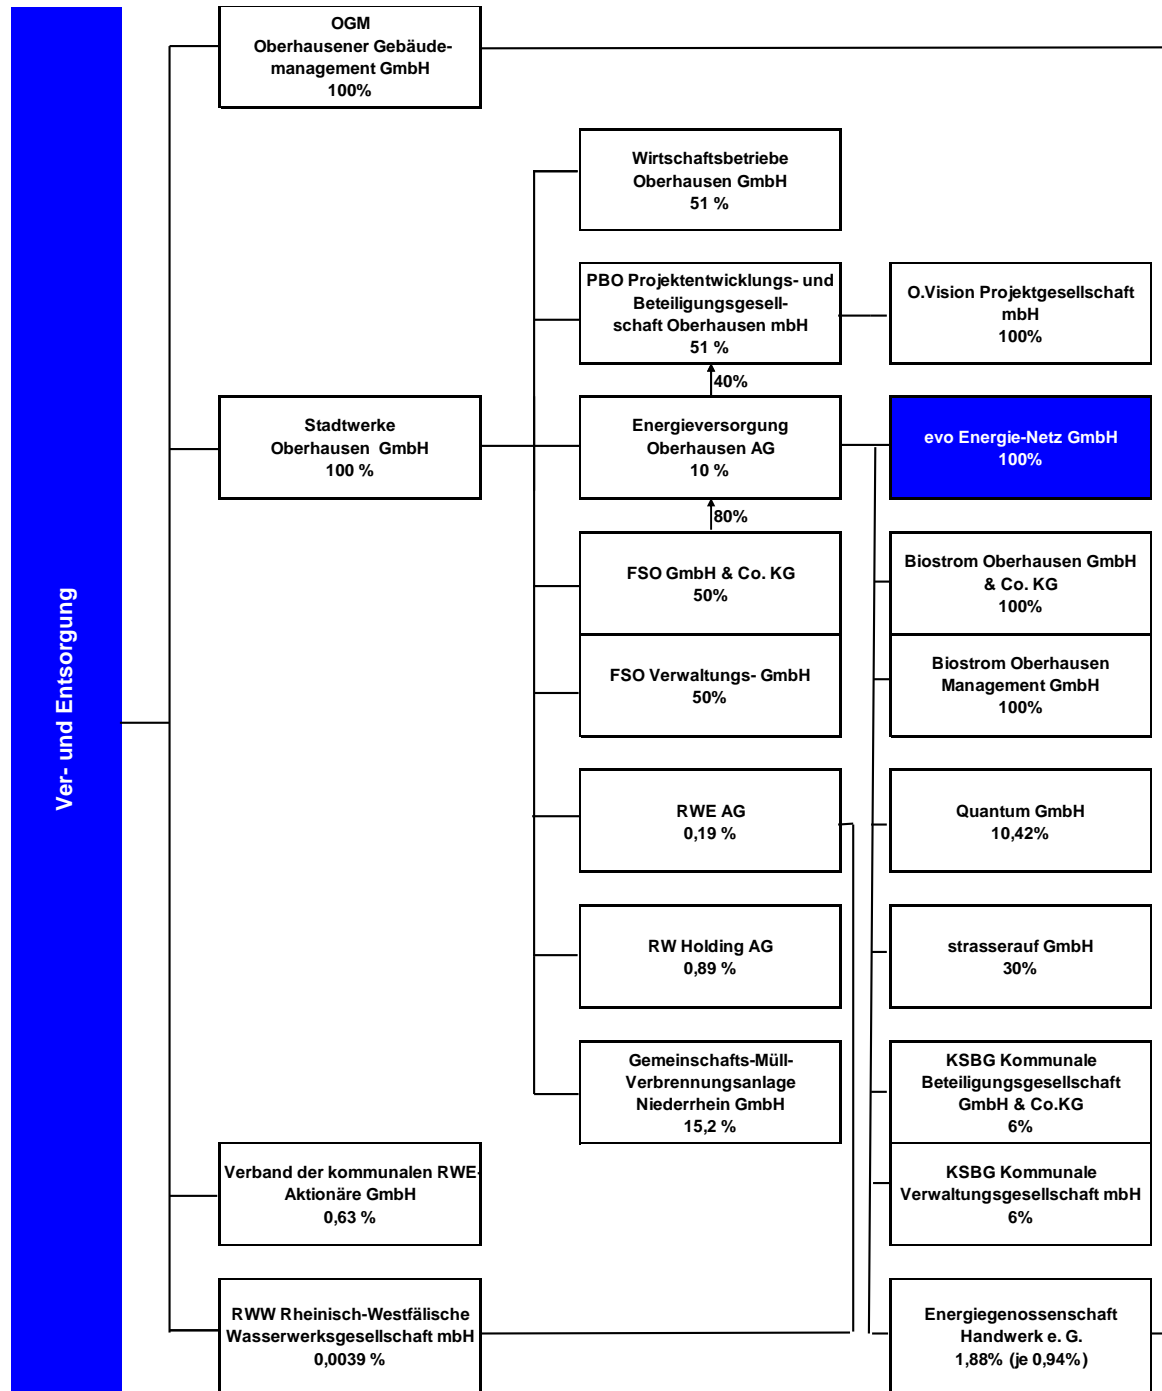 Ver- und Entsorgung
OGM
Oberhausener Gebäude-
management GmbH
100%
Wirtschaftsbetriebe
Oberhausen GmbH
51 %
PBO Projektentwicklungs- und
Beteiligungsgesell-
schaft Oberhausen mbH
51 %
O.Vision Projektgesellschaft
mbH
100%
40%
Stadtwerke
Oberhausen GmbH
100 %
Energieversorgung
Oberhausen AG
10 %
evo Energie-Netz GmbH
100%
80%
FSO GmbH & Co. KG
50%
Biostrom Oberhausen GmbH
& Co. KG
100%
FSO Verwaltungs- GmbH
50%
Biostrom Oberhausen
Management GmbH
100%
RWE AG
0,19 %
Quantum GmbH
10,42%
RW Holding AG
0,89 %
strasserauf GmbH
30%
Gemeinschafts-Müll-
Verbrennungsanlage
Niederrhein GmbH
15,2 %
KSBG Kommunale
Beteiligungsgesellschaft
GmbH & Co.KG
6%
Verband der kommunalen RWE-
Aktionäre GmbH
0,63 %
KSBG Kommunale
Verwaltungsgesellschaft mbH
6%
RWW Rheinisch-Westfälische
Wasserwerksgesellschaft mbH
0,0039 %
Energiegenossenschaft
Handwerk e. G.
1,88% (je 0,94%)